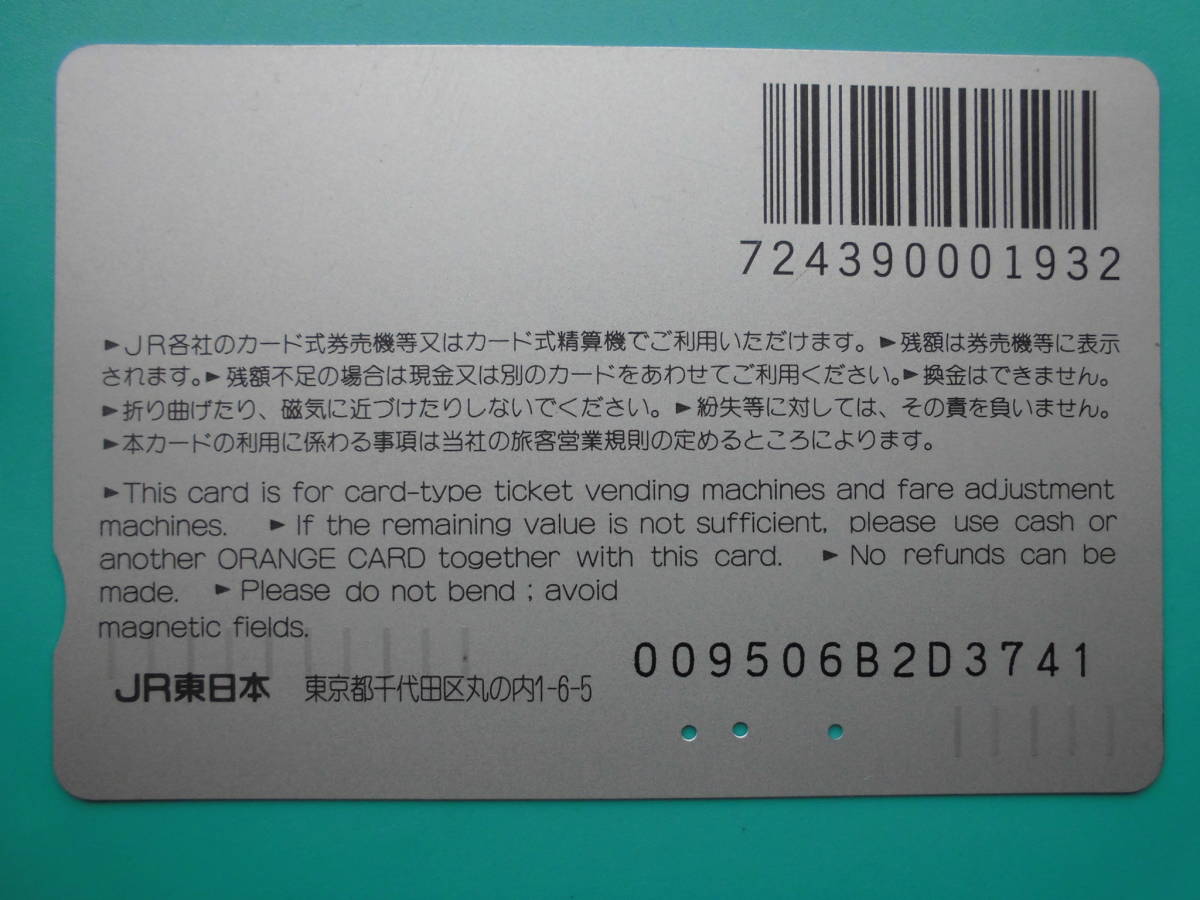 724390001932
►JR各社のカード式券売機等又はカード式精算機でご利用いただけます。►残額は券売機等に表示
されます。►残額不足の場合は現金又は別のカードをあわせてご利用ください。►換金はできません。
►折り曲げたり、磁気に近づけたりしないでください。►紛失等に対しては、その責を負いません。
►本カードの利用に係わる事項は当社の旅客営業規則の定めるところによります。
►This card is for card-type ticket vending machines and fare adjustment
machines. ►If the remaining value is not sufficient, please use cash or
another ORANGE CARD together with this card. ►No refunds can be
made. ►Please do not bend ; avoid
magnetic fields.
009506B2D3741
JR東日本 東京都千代田区丸の内1-6-5